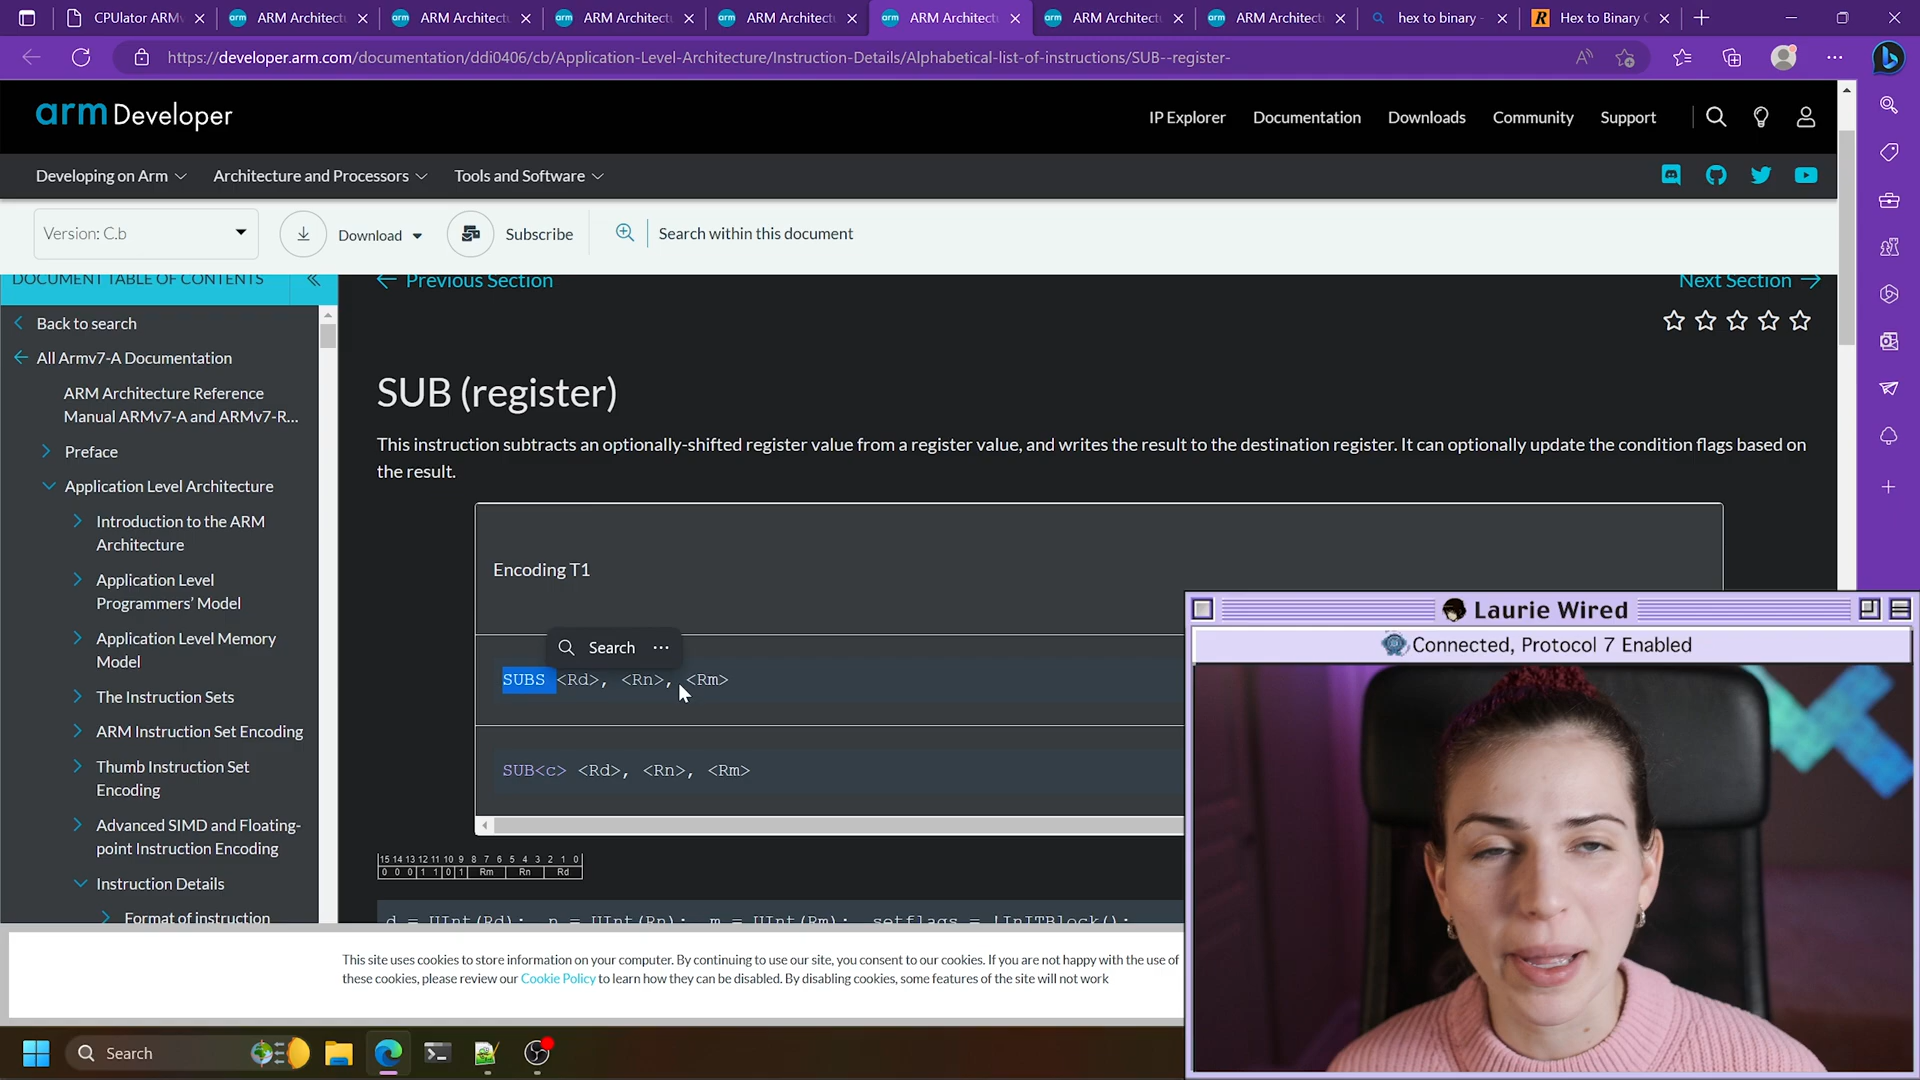 CPUlator ARMv
ARM Architect
ARM Architect
ARM Architect
ARM Architect
ARM Architect
ARM Architect
ARM Architect
hex to binary -
Hex to Binary C
https://developer.arm.com/documentation/ddi0406/cb/Application-Level-Architecture/Instruction-Details/Alphabetical-list-of-instructions/SUB--register-
arm Developer
IP Explorer Documentation Downloads Community Support
Developing on Arm Architecture and Processors Tools and Software
Version: C.b Download Subscribe Search within this document
DOCUMENT TABLE OF CONTENTS
Previous Section Next Section
Back to search
All Armv7-A Documentation
ARM Architecture Reference
Manual ARMv7-A and ARMv7-R...
Preface
Application Level Architecture
Introduction to the ARM
Architecture
Application Level
Programmers' Model
Application Level Memory
Model
The Instruction Sets
ARM Instruction Set Encoding
Thumb Instruction Set
Encoding
Advanced SIMD and Floating-
point Instruction Encoding
Instruction Details
Format of instruction
SUB (register)
This instruction subtracts an optionally-shifted register value from a register value, and writes the result to the destination register. It can optionally update the condition flags based on
the result.
Encoding T1
Search ...
SUBS <Rd>, <Rn>, <Rm>
SUB<c> <Rd>, <Rn>, <Rm>
15 14 13 12 11 10 9 8 7 6 5 4 3 2 1 0
0 0 0 1 1 0 1 Rm Rn Rd
d = UInt(Rd); n = UInt(Rn); m = UInt(Rm); setflags = !InITBlock();
Laurie Wired
Connected, Protocol 7 Enabled
This site uses cookies to store information on your computer. By continuing to use our site, you consent to our cookies. If you are not happy with the use of
these cookies, please review our Cookie Policy to learn how they can be disabled. By disabling cookies, some features of the site will not work
Search